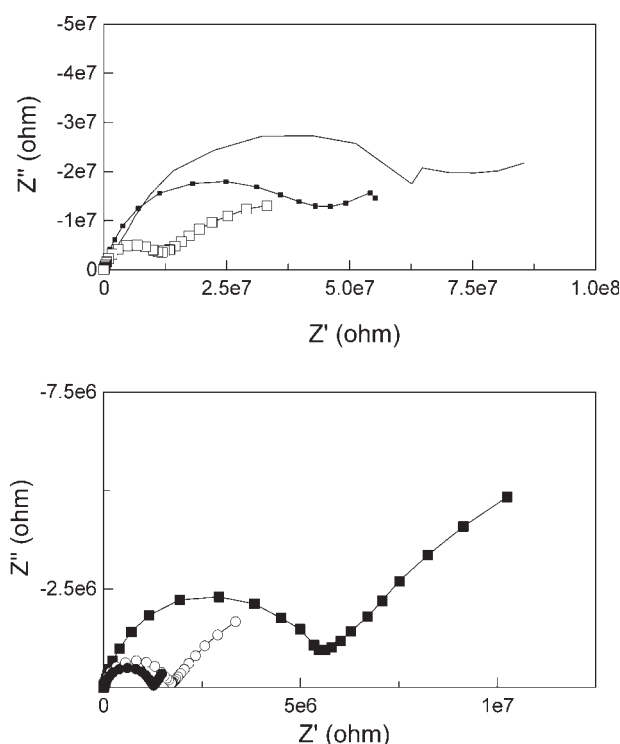 -5e7
-4e7
-3e7
-2e7
-1e7
0
Z'' (ohm)
0 2.5e7 5.0e7 7.5e7 1.0e8
Z' (ohm)
-7.5e6
-2.5e6
Z'' (ohm)
0 5e6 1e7
Z' (ohm)